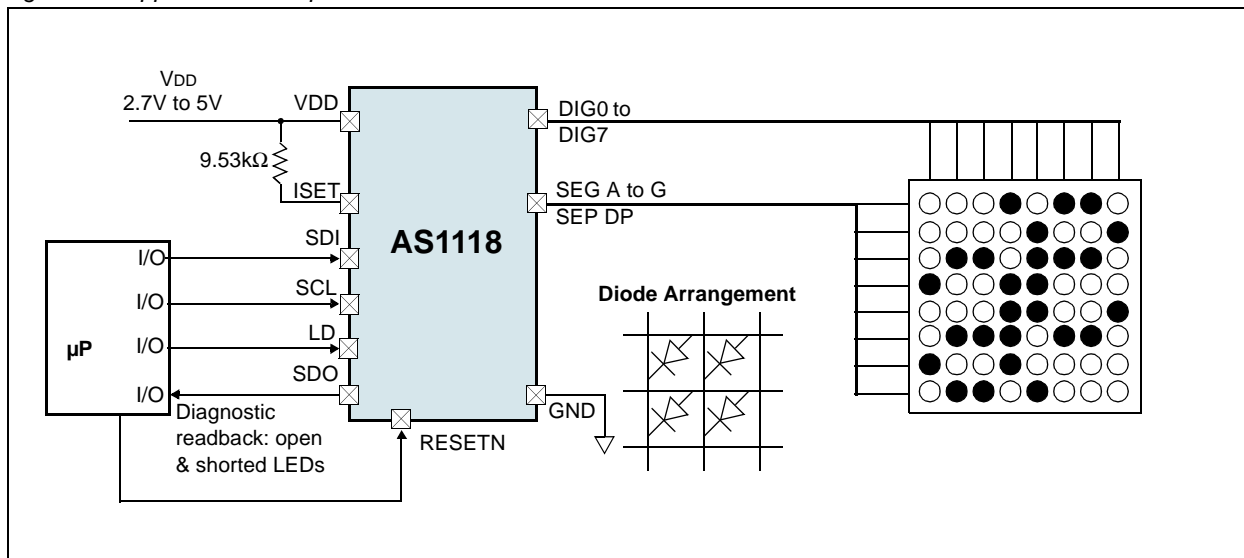 VDD
2.7V to 5V
VDD
9.53kΩ
ISET
AS1118
DIG0 to
DIG7
SEG A to G
SEP DP
µP
I/O
SDI
I/O
SCL
I/O
LD
I/O
SDO
Diagnostic
readback: open
& shorted LEDs
RESETN
GND
Diode Arrangement